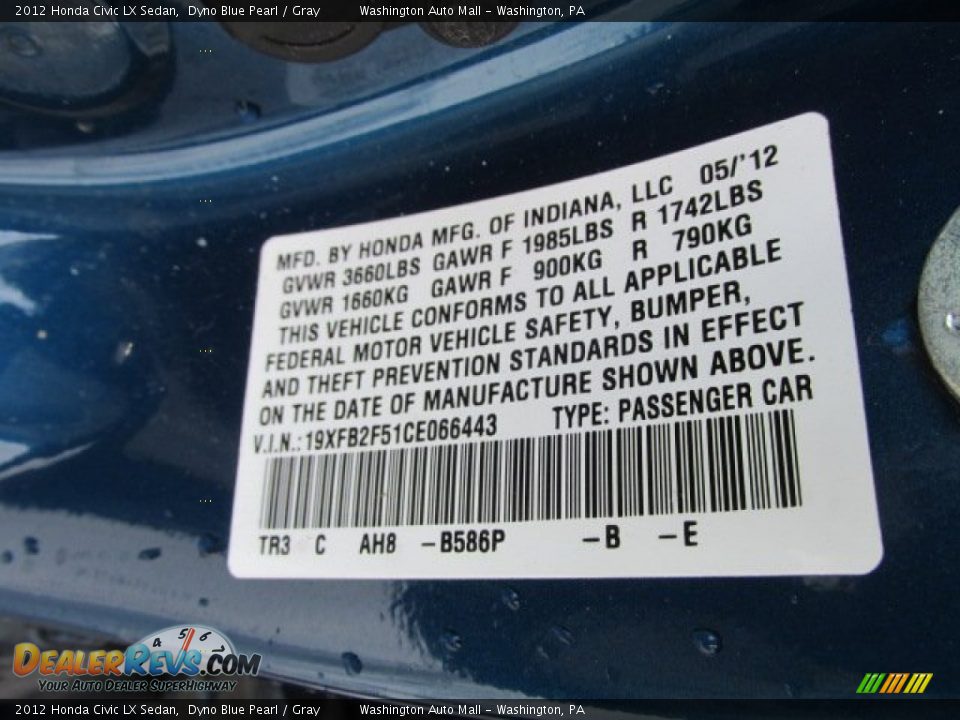 2012 Honda Civic LX Sedan, Dyno Blue Pearl / Gray Washington Auto Mall - Washington, PA
MFD. BY HONDA MFG. OF INDIANA, LLC 05/'12
GVWR 3660LBS GAWR F 1985LBS R 1742LBS
GVWR 1660KG GAWR F 900KG R 790KG
THIS VEHICLE CONFORMS TO ALL APPLICABLE
FEDERAL MOTOR VEHICLE SAFETY, BUMPER,
AND THEFT PREVENTION STANDARDS IN EFFECT
ON THE DATE OF MANUFACTURE SHOWN ABOVE.
V.I.N.:19XFB2F51CE066443 TYPE: PASSENGER CAR
TR3 C AH8 -B586P -B -E
4 5 6
DEALERREVS.COM
YOUR AUTO DEALER SUPERHIGHWAY
2012 Honda Civic LX Sedan, Dyno Blue Pearl / Gray Washington Auto Mall - Washington, PA